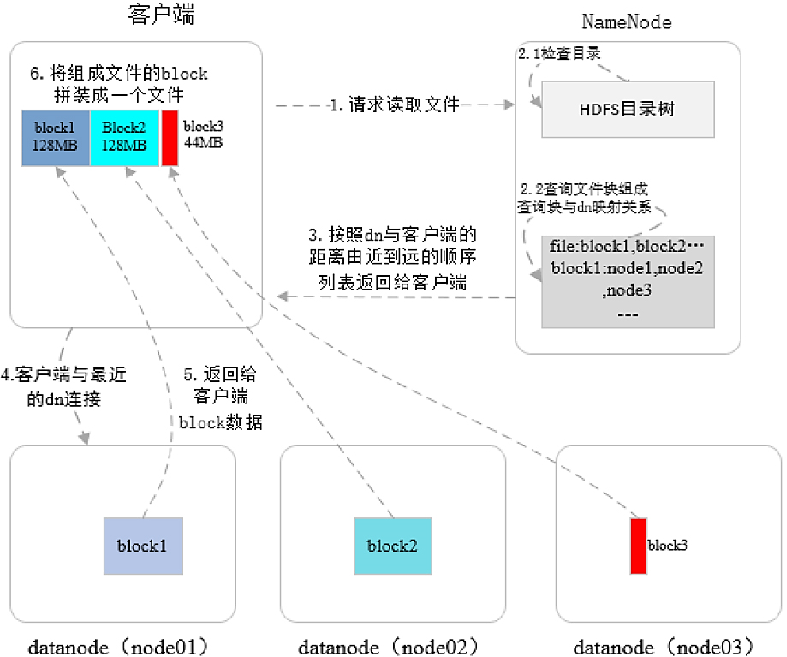 客户端
NameNode
6.将组成文件的block
拼装成一个文件
block1
128MB
Block2
128MB
block3
44MB
1.请求读取文件
2.1检查目录
HDFS目录树
2.2查询文件块组成
查询块与dn映射关系
file:block1,block2…
block1:node1,node2
,node3
---
3.按照dn与客户端的
距离由近到远的顺序
列表返回给客户端
4.客户端与最近
的dn连接
5.返回给
客户端
block数据
block1
block2
block3
datanode（node01）
datanode（node02）
datanode（node03）